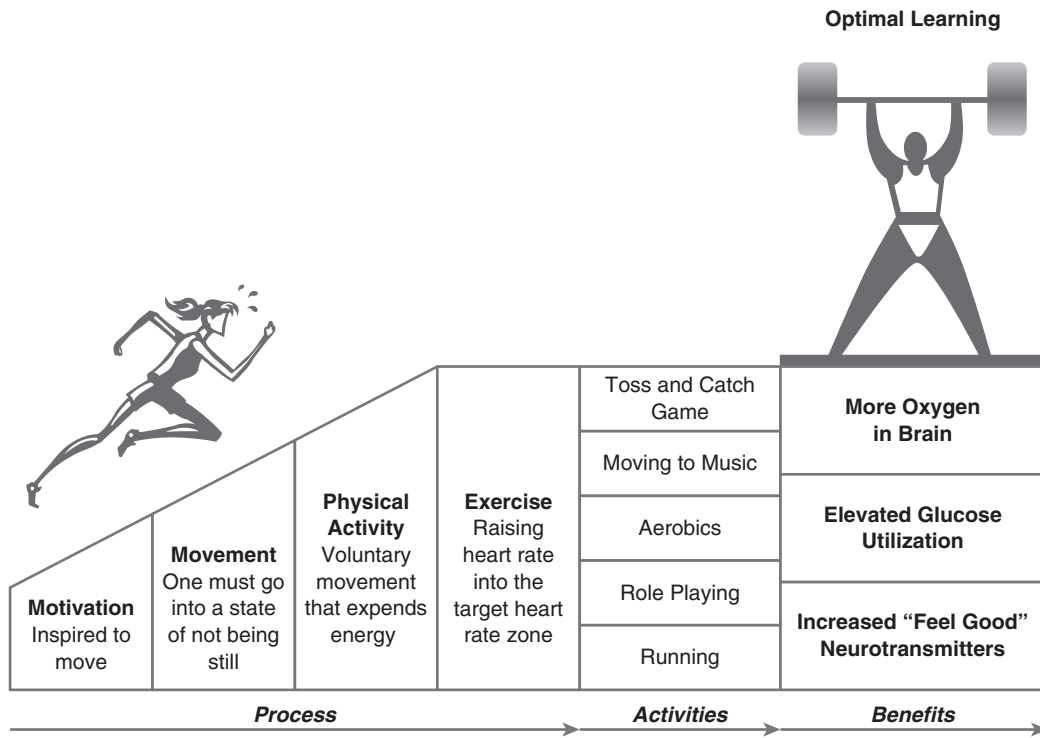 Optimal Learning
Motivation
Inspired to
move
Movement
One must go
into a state
of not being
still
Physical
Activity
Voluntary
movement
that expends
energy
Exercise
Raising
heart rate
into the
target heart
rate zone
Toss and Catch
Game
Moving to Music
Aerobics
Role Playing
Running
More Oxygen
in Brain
Elevated Glucose
Utilization
Increased “Feel Good”
Neurotransmitters
Process
Activities
Benefits